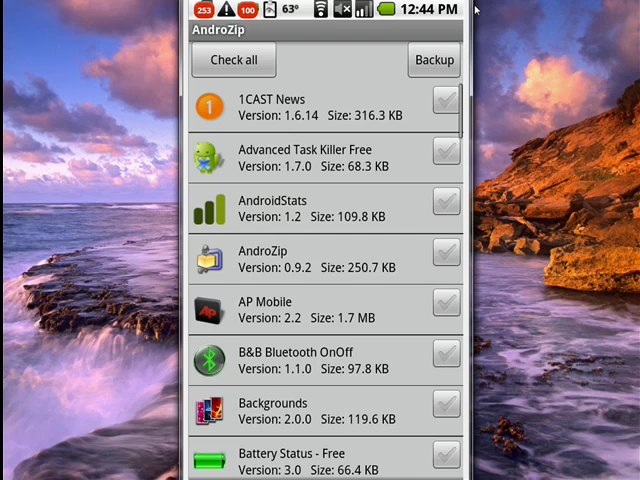 253 100 63° 12:44 PM
AndroZip
Check all Backup
1
1CAST News
Version: 1.6.14 Size: 316.3 KB
Advanced Task Killer Free
Version: 1.7.0 Size: 68.3 KB
AndroidStats
Version: 1.2 Size: 109.8 KB
AndroZip
Version: 0.9.2 Size: 250.7 KB
AP
AP Mobile
Version: 2.2 Size: 1.7 MB
B&B Bluetooth OnOff
Version: 1.1.0 Size: 97.8 KB
Backgrounds
Version: 2.0.0 Size: 119.6 KB
Battery Status - Free
Version: 3.0 Size: 66.4 KB